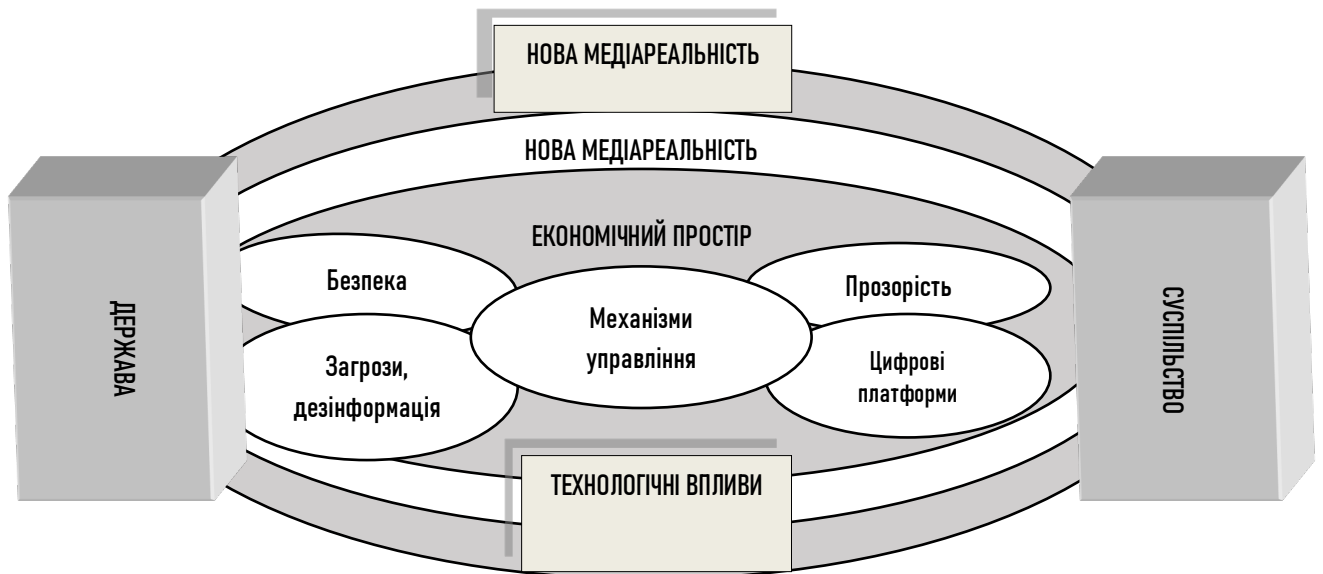 НОВА МЕДІАРЕАЛЬНІСТЬ
НОВА МЕДІАРЕАЛЬНІСТЬ
ЕКОНОМІЧНИЙ ПРОСТІР
Безпека
Прозорість
Механізми
управління
Загрози,
дезінформація
Цифрові
платформи
ДЕРЖАВА
СУСПІЛЬСТВО
ТЕХНОЛОГІЧНІ ВПЛИВИ